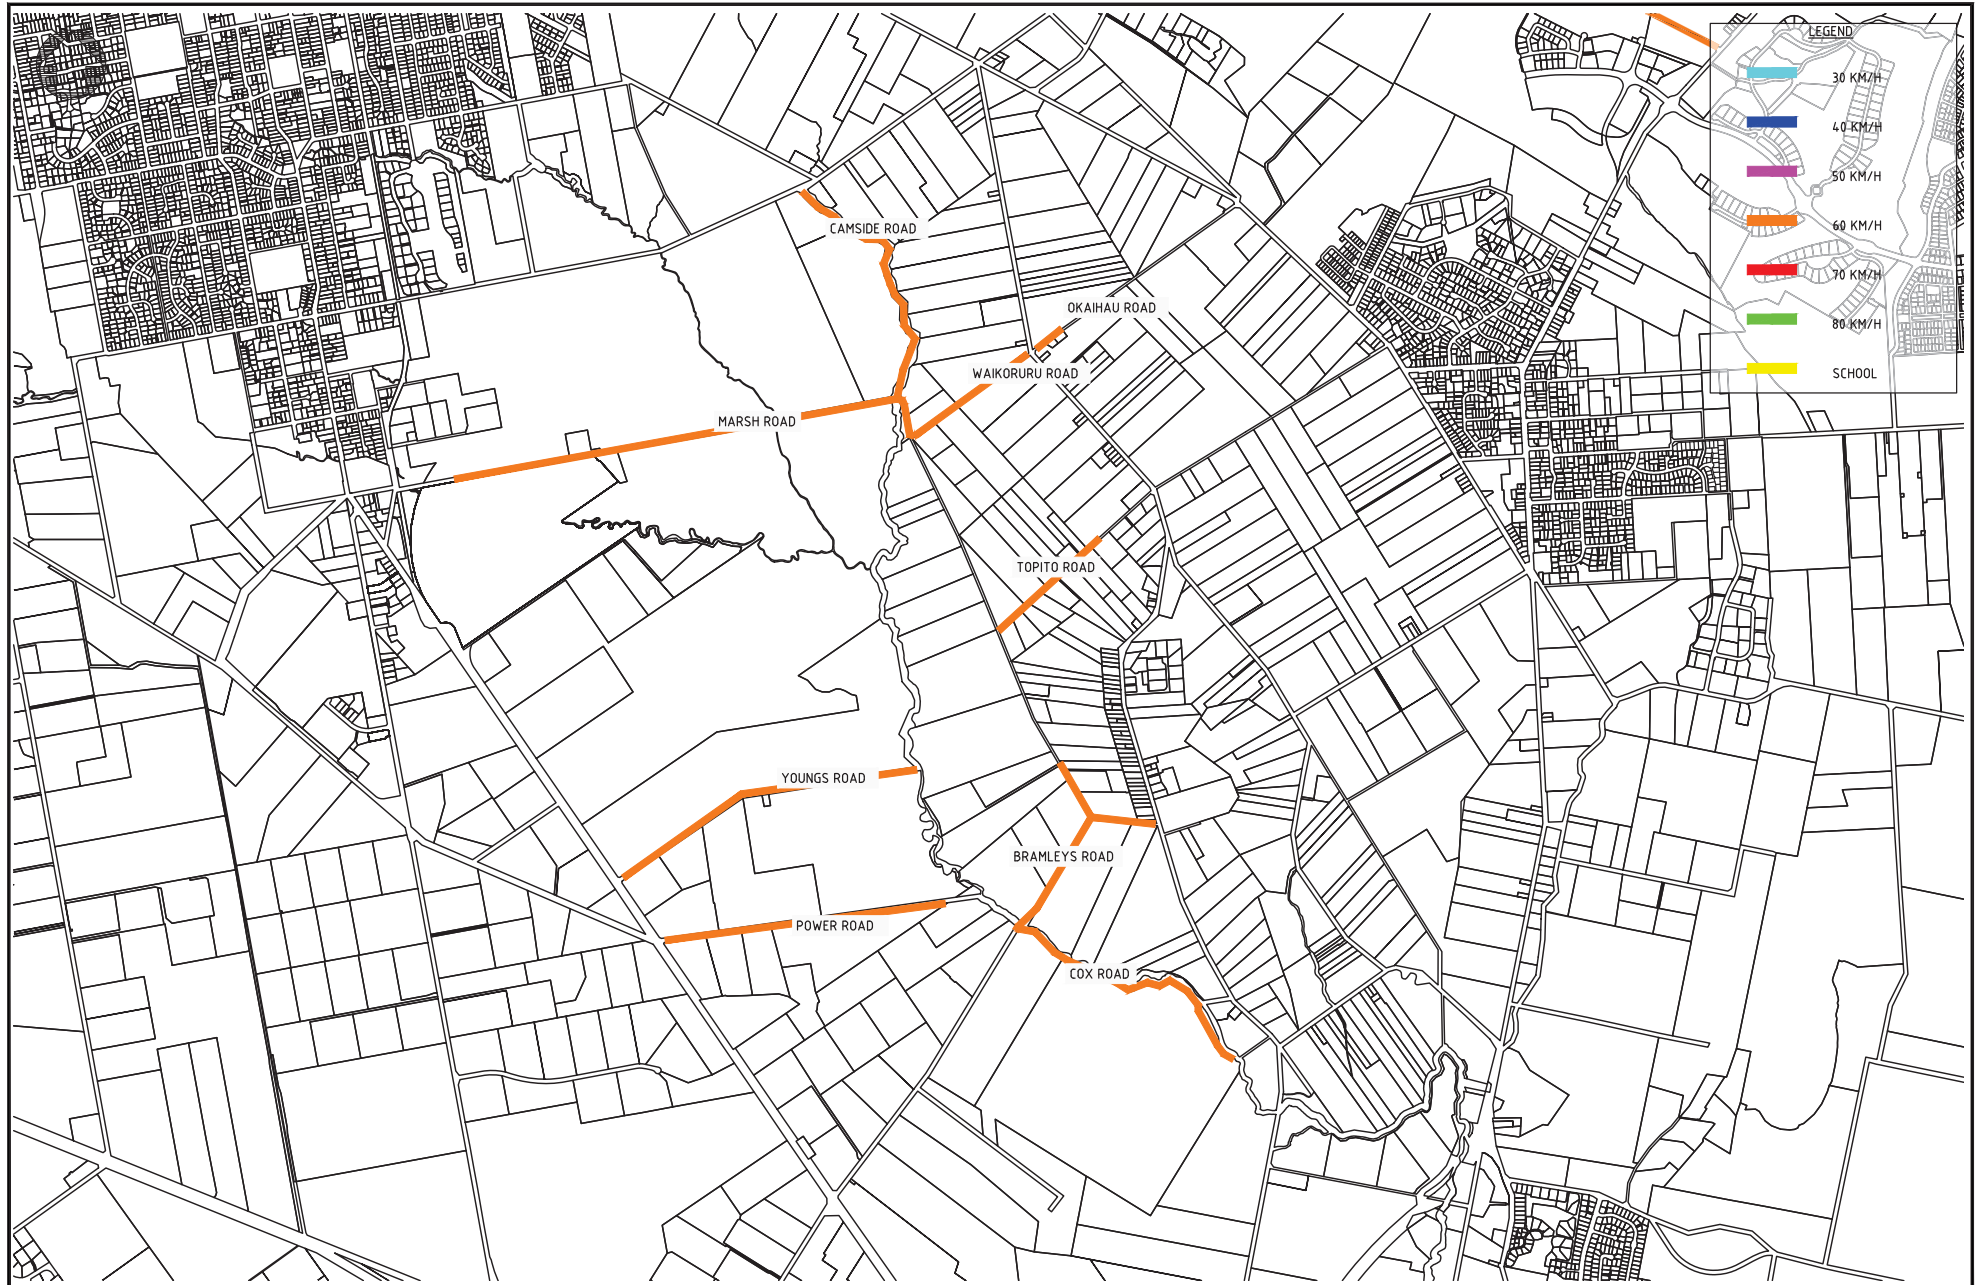 LEGEND
30 KM/H
40 KM/H
50 KM/H
60 KM/H
70 KM/H
80 KM/H
SCHOOL
CAMSIDE ROAD
OKAIHAU ROAD
WAIKORURU ROAD
MARSH ROAD
TOPITO ROAD
YOUNGS ROAD
BRAMLEYS ROAD
POWER ROAD
COX ROAD